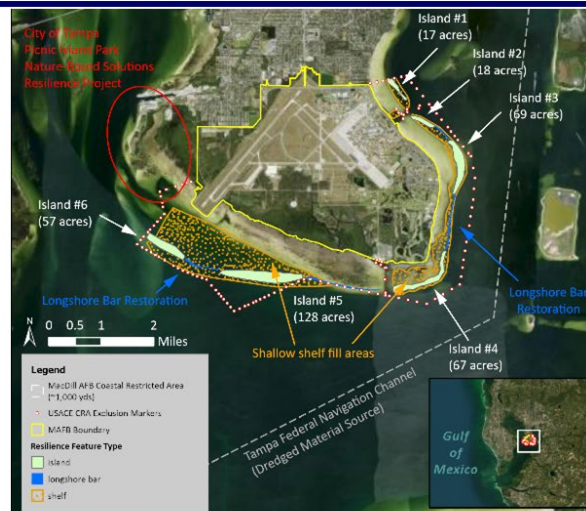 City of Tampa
Picnic Island Park
Nature-Based Solutions
Resilience Project
Island #1
(17 acres)
Island #2
(18 acres)
Island #3
(69 acres)
Island #6
(57 acres)
Longshore Bar Restoration
Island #5
(128 acres)
Longshore Bar
Restoration
Shallow shelf fill areas
Island #4
(67 acres)
N
0 0.5 1 2
Miles
Tampa Federal Navigation Channel
(Dredged Material Source)
Legend
MacDill AFB Coastal Restricted Area
(~1,000 yds)
USACE CRA Exclusion Markers
MAFB Boundary
Resilience Feature Type
island
longshore bar
shelf
Gulf
of
Mexico